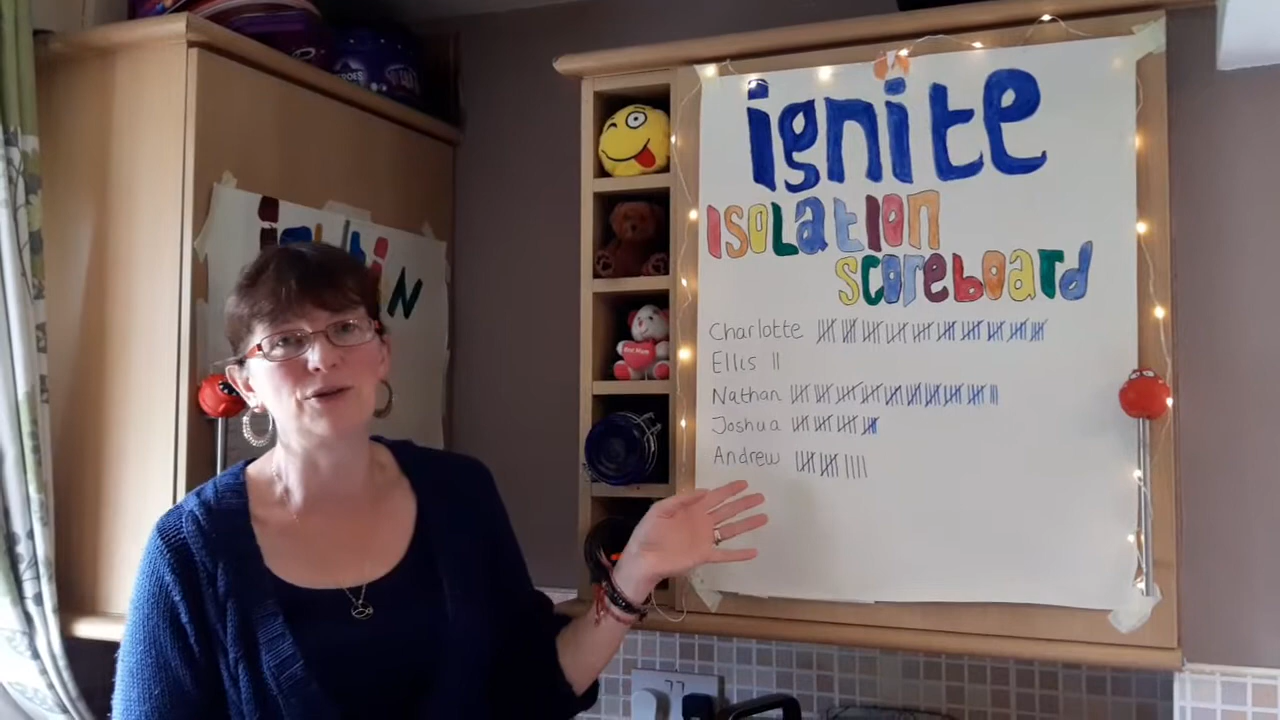 ignite
ISOLATION
SCOREBOARD
Charlotte
Ellis ||
Nathan
Joshua
Andrew